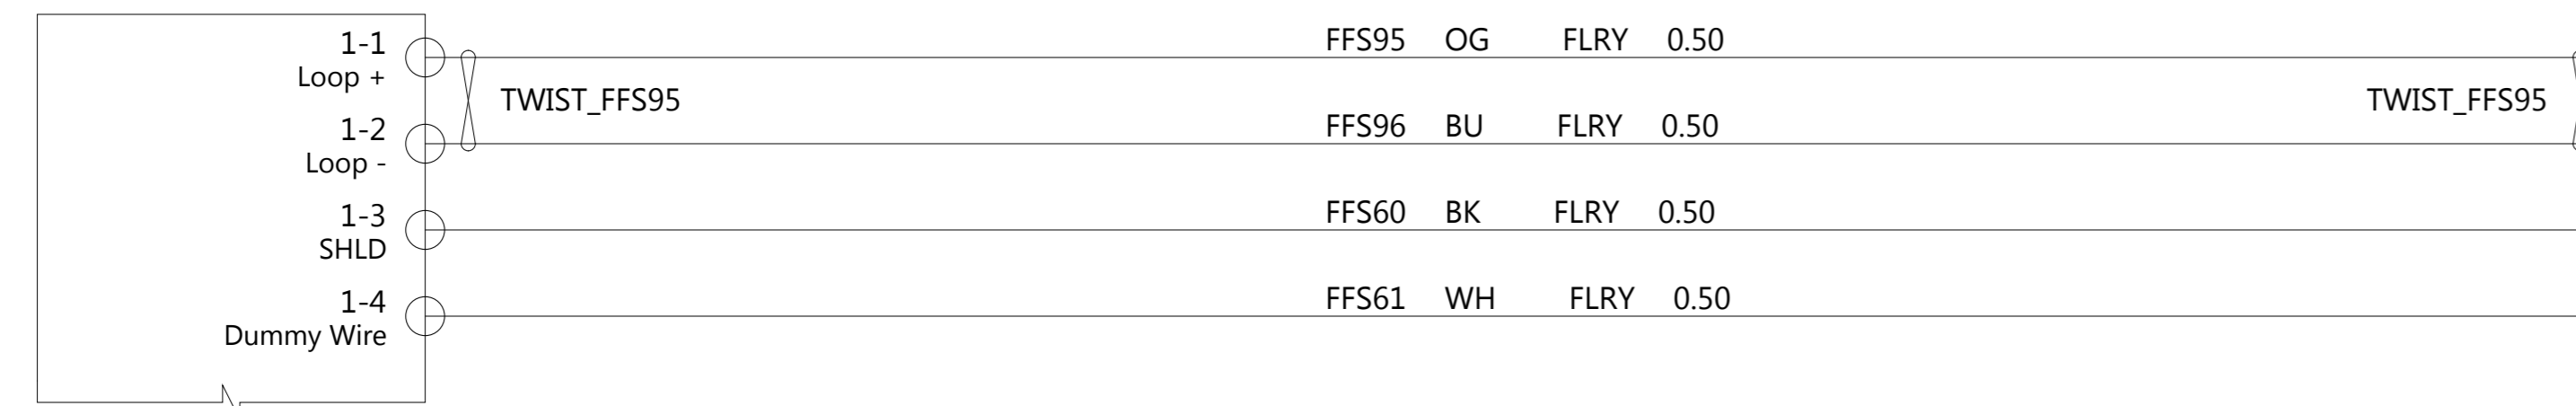 1-1 FFS95 OG FLRY 0.50
Loop +
TWIST_FFS95 TWIST_FFS95
1-2 FFS96 BU FLRY 0.50
Loop -
1-3 FFS60 BK FLRY 0.50
SHLD
1-4 FFS61 WH FLRY 0.50
Dummy Wire